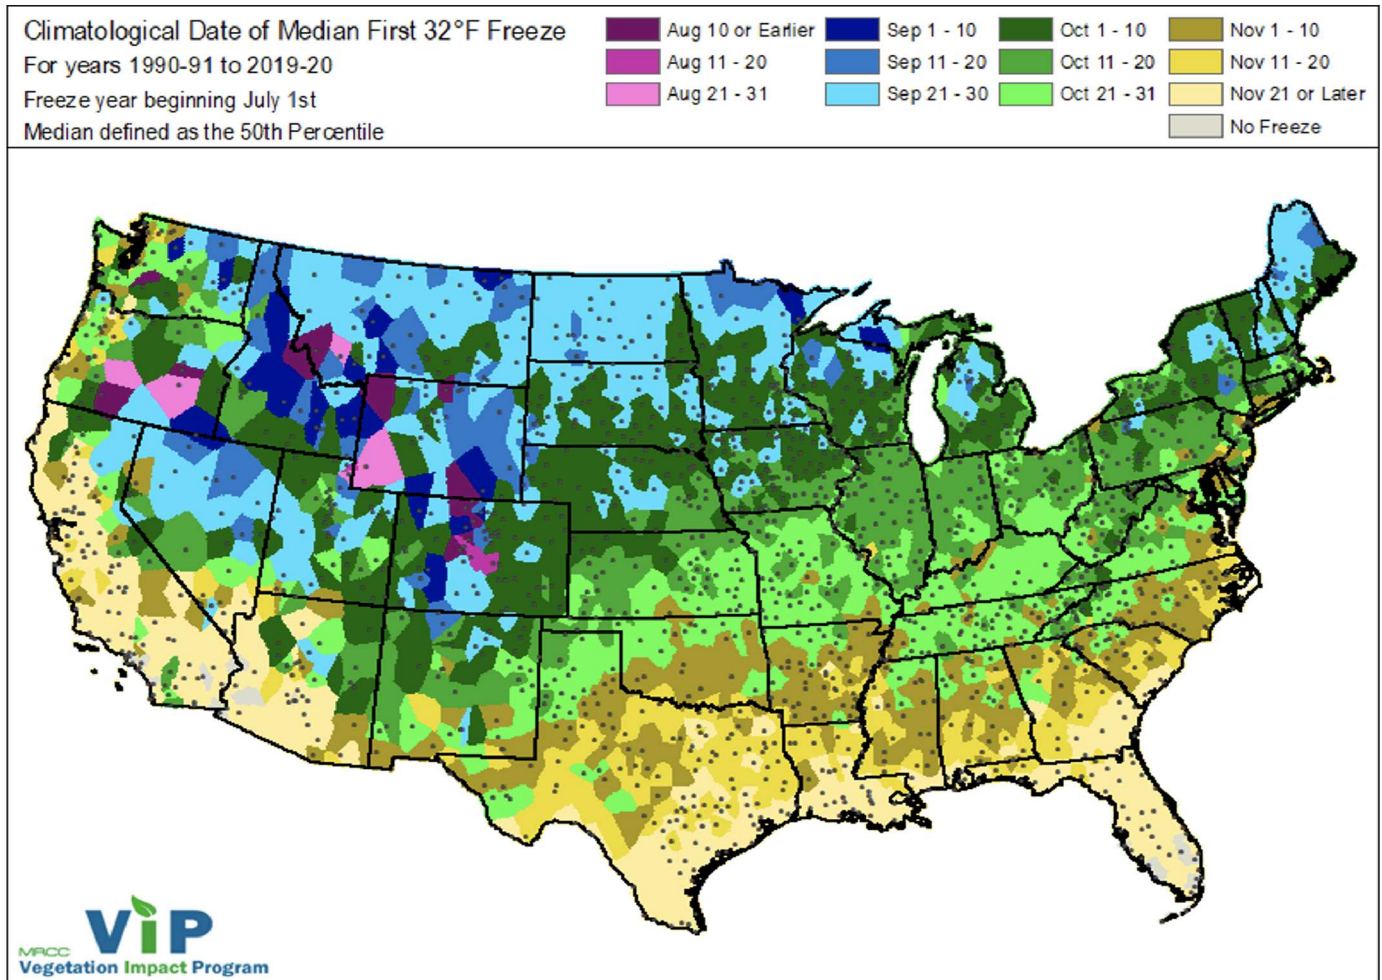 Climatological Date of Median First 32°F Freeze
For years 1990-91 to 2019-20
Freeze year beginning July 1st
Median defined as the 50th Percentile
Aug 10 or Earlier
Aug 11 - 20
Aug 21 - 31
Sep 1 - 10
Sep 11 - 20
Sep 21 - 30
Oct 1 - 10
Oct 11 - 20
Oct 21 - 31
Nov 1 - 10
Nov 11 - 20
Nov 21 or Later
No Freeze
MRCC
ViP
Vegetation Impact Program